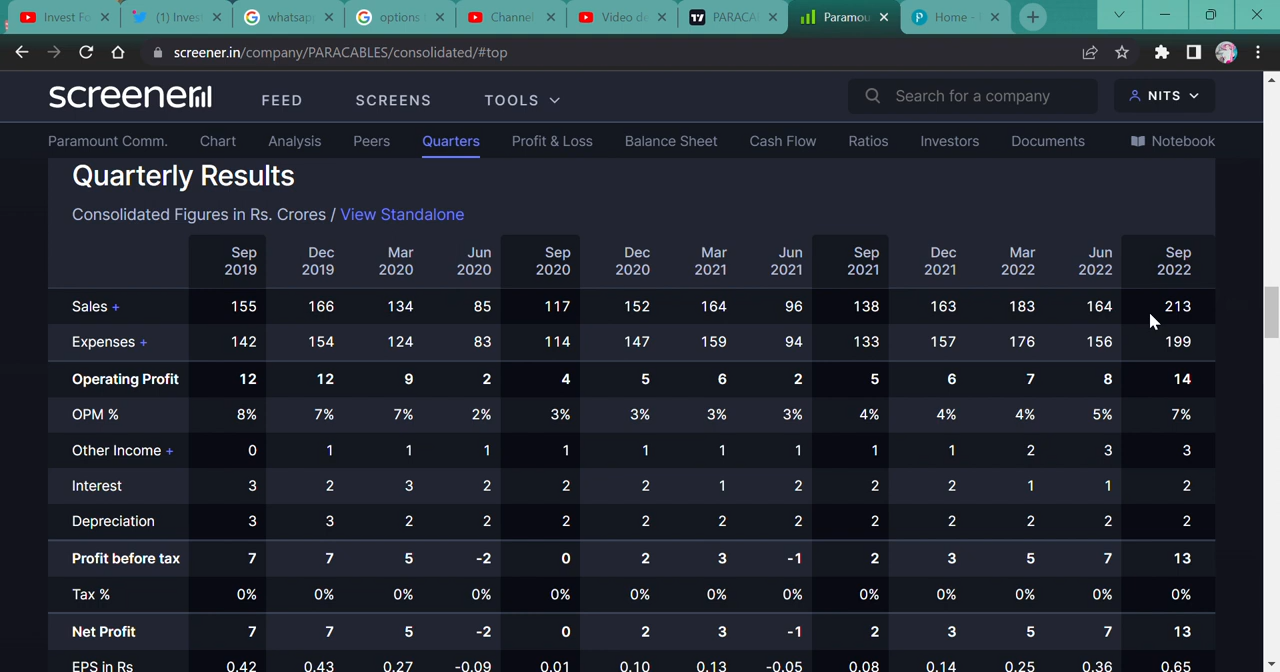 Invest Fo
(1) Invest
whatsapp
options
Channel
Video de
PARACA
Paramou
Home -
screener.in/company/PARACABLES/consolidated/#top
screener
FEED
SCREENS
TOOLS
Search for a company
NITS
Paramount Comm. Chart Analysis Peers Quarters Profit & Loss Balance Sheet Cash Flow Ratios Investors Documents Notebook
Quarterly Results
Consolidated Figures in Rs. Crores / View Standalone
Sep 2019 Dec 2019 Mar 2020 Jun 2020 Sep 2020 Dec 2020 Mar 2021 Jun 2021 Sep 2021 Dec 2021 Mar 2022 Jun 2022 Sep 2022
Sales + 155 166 134 85 117 152 164 96 138 163 183 164 213
Expenses + 142 154 124 83 114 147 159 94 133 157 176 156 199
Operating Profit 12 12 9 2 4 5 6 2 5 6 7 8 14
OPM % 8% 7% 7% 2% 3% 3% 3% 3% 4% 4% 4% 5% 7%
Other Income + 0 1 1 1 1 1 1 1 1 1 2 3 3
Interest 3 2 3 2 2 2 1 2 2 2 1 1 2
Depreciation 3 3 2 2 2 2 2 2 2 2 2 2 2
Profit before tax 7 7 5 -2 0 2 3 -1 2 3 5 7 13
Tax % 0% 0% 0% 0% 0% 0% 0% 0% 0% 0% 0% 0% 0%
Net Profit 7 7 5 -2 0 2 3 -1 2 3 5 7 13
EPS in Rs 0.42 0.43 0.27 -0.09 0.01 0.10 0.13 -0.05 0.08 0.14 0.25 0.36 0.65